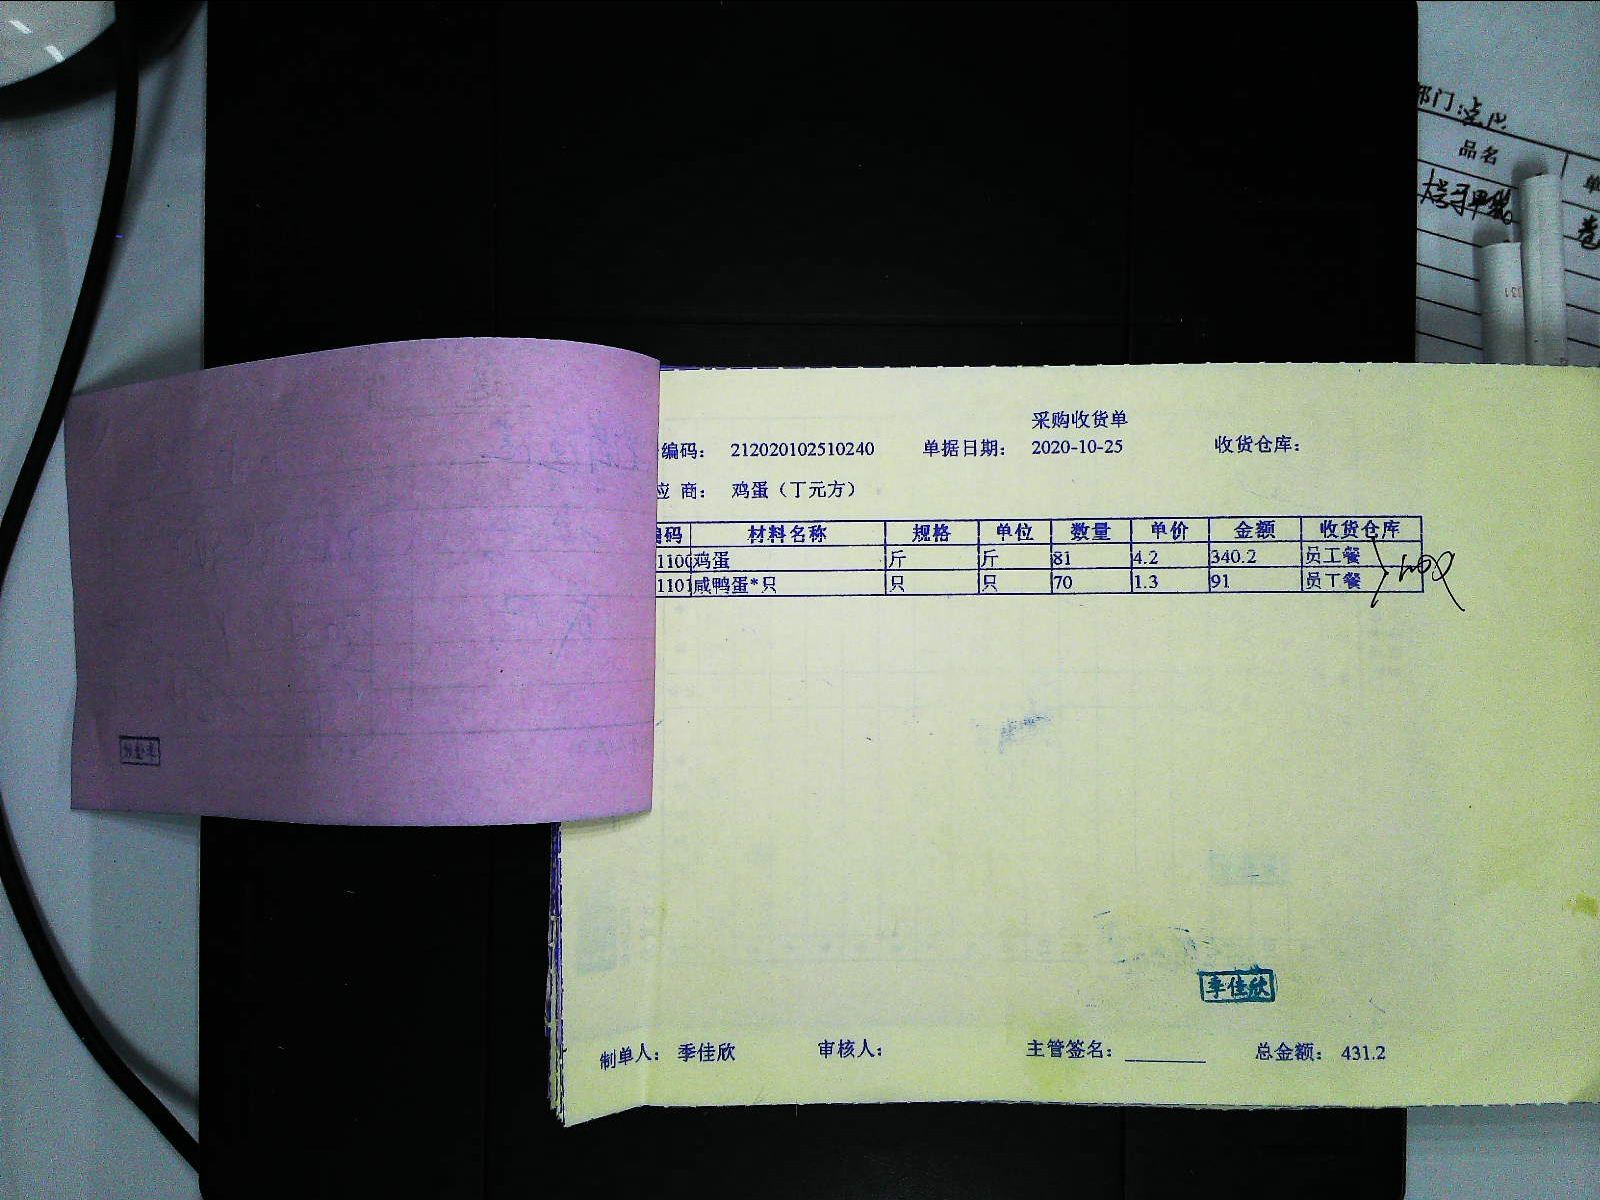 采购收货单
编码： 212020102510240 单据日期： 2020-10-25 收货仓库：
应 商： 鸡蛋（丁元方）
编码 材料名称 规格 单位 数量 单价 金额 收货仓库
1100 鸡蛋 斤 斤 81 4.2 340.2 员工餐
1101 咸鸭蛋*只 只 只 70 1.3 91 员工餐
季佳欣
制单人： 季佳欣 审核人： 主管签名： 总金额： 431.2
部门：
品名